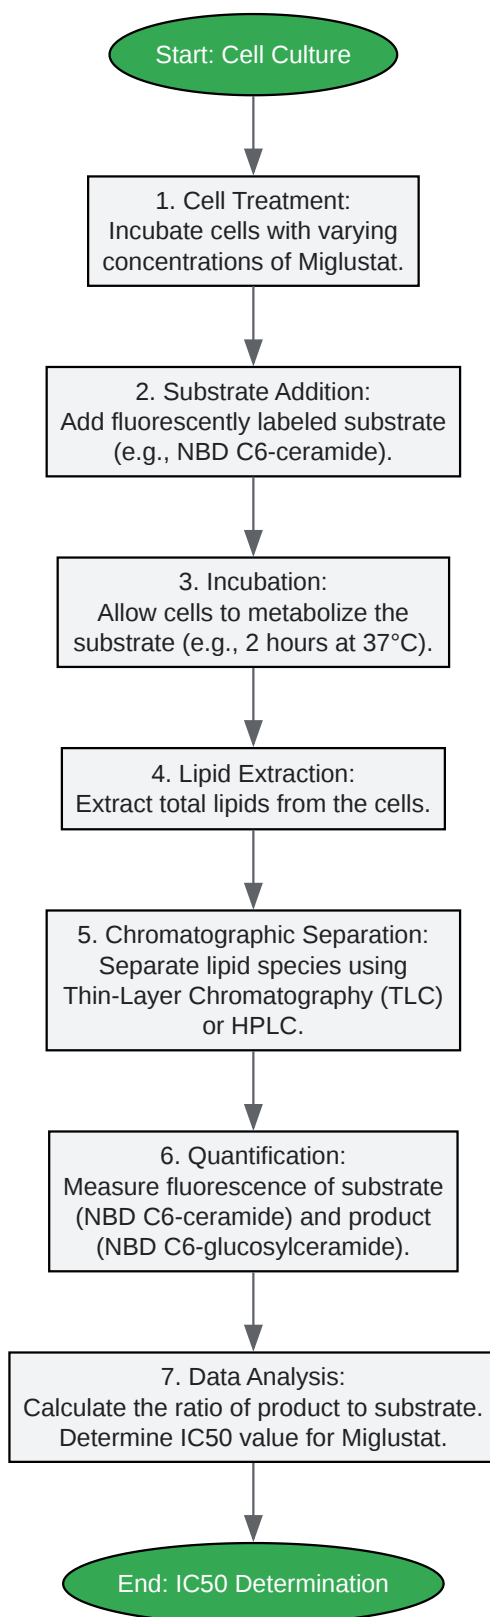 Start: Cell Culture
1. Cell Treatment:
Incubate cells with varying
concentrations of Miglustat.
2. Substrate Addition:
Add fluorescently labeled substrate
(e.g., NBD C6-ceramide).
3. Incubation:
Allow cells to metabolize the
substrate (e.g., 2 hours at 37°C).
4. Lipid Extraction:
Extract total lipids from the cells.
5. Chromatographic Separation:
Separate lipid species using
Thin-Layer Chromatography (TLC)
or HPLC.
6. Quantification:
Measure fluorescence of substrate
(NBD C6-ceramide) and product
(NBD C6-glucosylceramide).
7. Data Analysis:
Calculate the ratio of product to substrate.
Determine IC50 value for Miglustat.
End: IC50 Determination